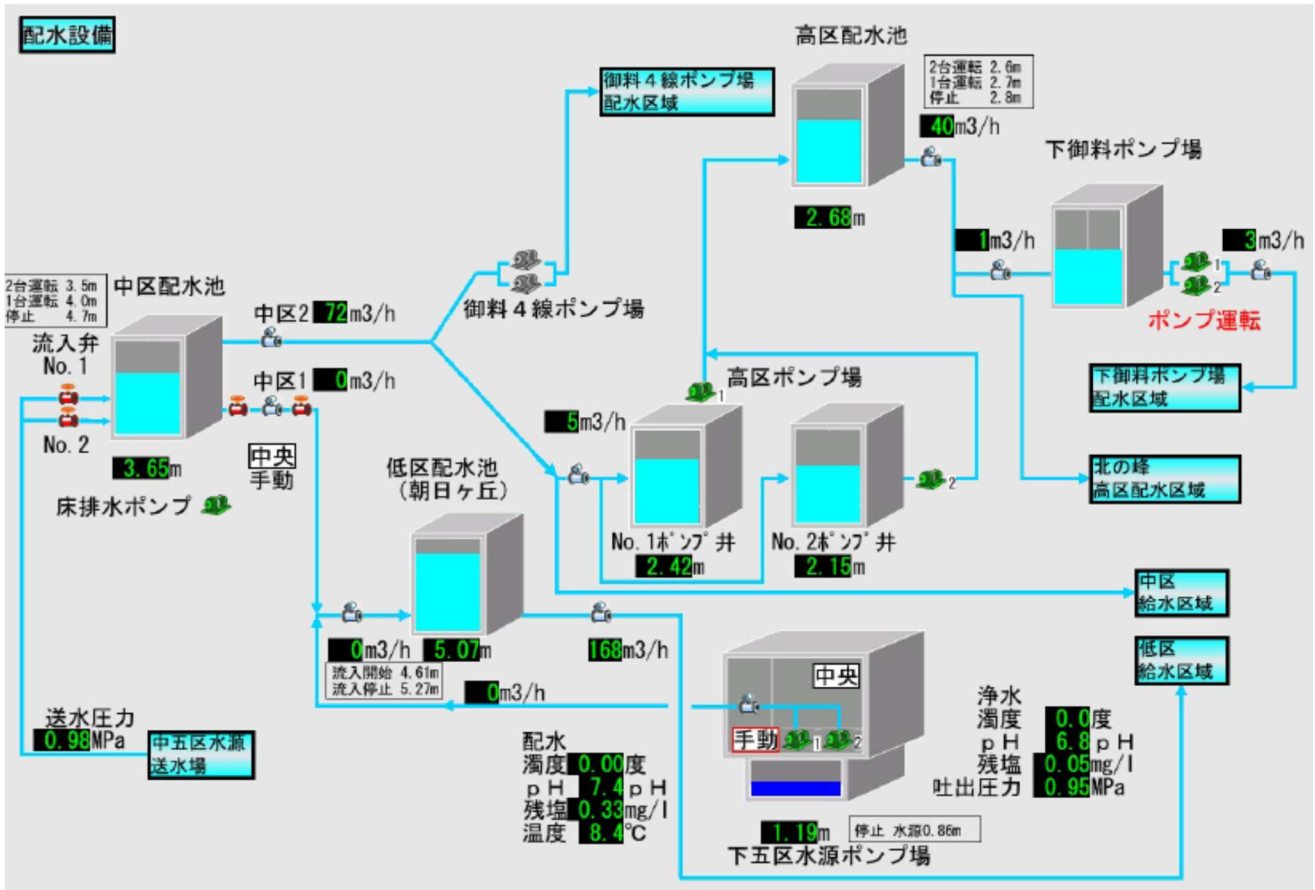 配水設備
高区配水池
2台運転 2.6m
1台運転 2.7m
停止 2.8m
御料4線ポンプ場
配水区域
40m3/h
下御料ポンプ場
2.68m
1m3/h
3m3/h
1
2
ポンプ運転
2台運転 3.5m
1台運転 4.0m
停止 4.7m
中区配水池
中区2 72m3/h
御料4線ポンプ場
流入弁
No. 1
中区1 0m3/h
高区ポンプ場
1
下御料ポンプ場
配水区域
5m3/h
No. 2
3.65m
中央
手動
床排水ポンプ
低区配水池
(朝日ヶ丘)
2
北の峰
高区配水区域
No. 1ポンプ井
2.42m
No. 2ポンプ井
2.15m
中区
給水区域
0m3/h
5.07m
168m3/h
流入開始 4.61m
流入停止 5.27m
0m3/h
低区
給水区域
中央
手動
1
2
送水圧力
0.98MPa
中五区水源
送水場
配水
濁度 0.00度
pH 7.4pH
残塩 0.33mg/l
温度 8.4℃
浄水
濁度 0.0度
pH 6.8pH
残塩 0.05mg/l
吐出圧力 0.95MPa
1.19m
停止 水源0.86m
下五区水源ポンプ場